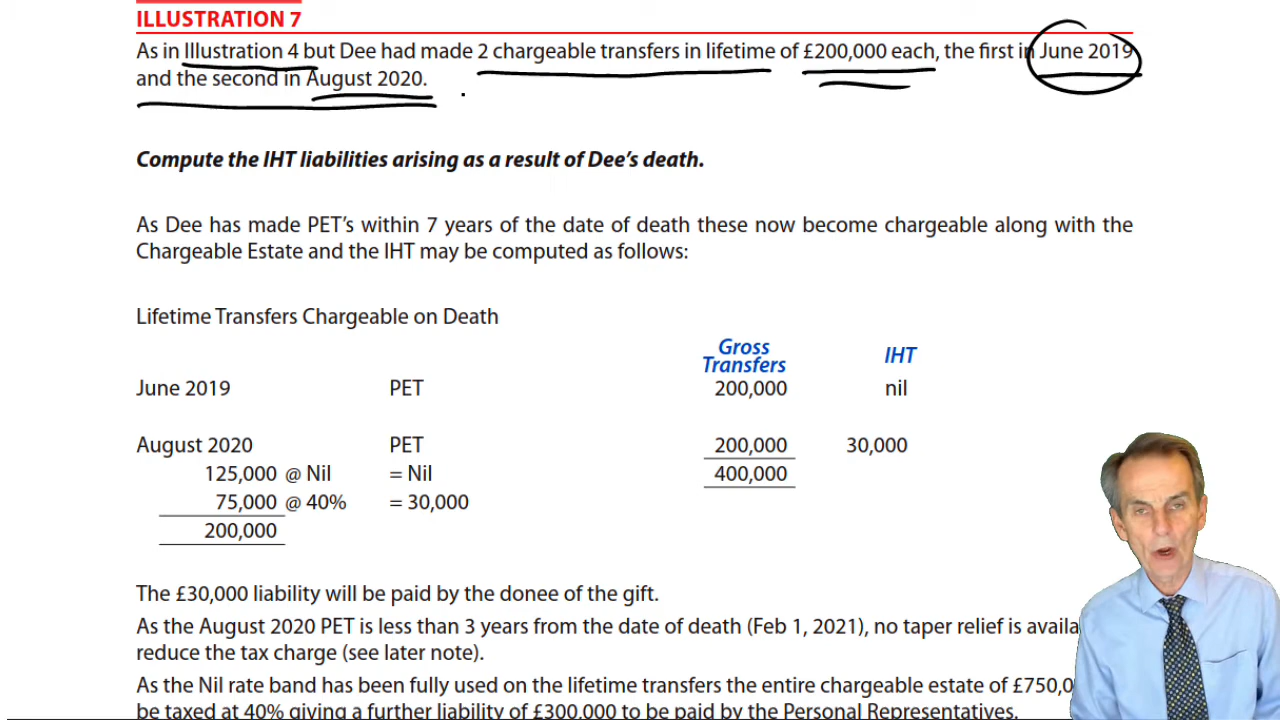 ILLUSTRATION 7
As in Illustration 4 but Dee had made 2 chargeable transfers in lifetime of £200,000 each, the first in June 2019
and the second in August 2020.
Compute the IHT liabilities arising as a result of Dee's death.
As Dee has made PET's within 7 years of the date of death these now become chargeable along with the
Chargeable Estate and the IHT may be computed as follows:
Lifetime Transfers Chargeable on Death
Gross Transfers IHT
June 2019 PET 200,000 nil
August 2020 PET 200,000 30,000
125,000 @ Nil = Nil 400,000
75,000 @ 40% = 30,000
200,000
The £30,000 liability will be paid by the donee of the gift.
As the August 2020 PET is less than 3 years from the date of death (Feb 1, 2021), no taper relief is
reduce the tax charge (see later note).
As the Nil rate band has been fully used on the lifetime transfers the entire chargeable estate of
be taxed at 40% giving a further liability of £300,000 to be paid by the Personal Representatives.